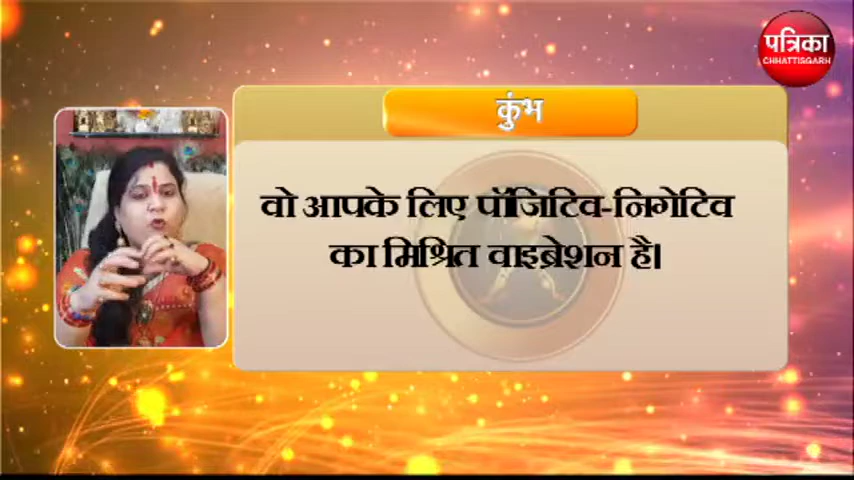 पत्रिका
CHHATTISGARH
कुंभ
वो आपके लिए पॉजिटिव-निगेटिव
का मिश्रित वाइब्रेशन है।